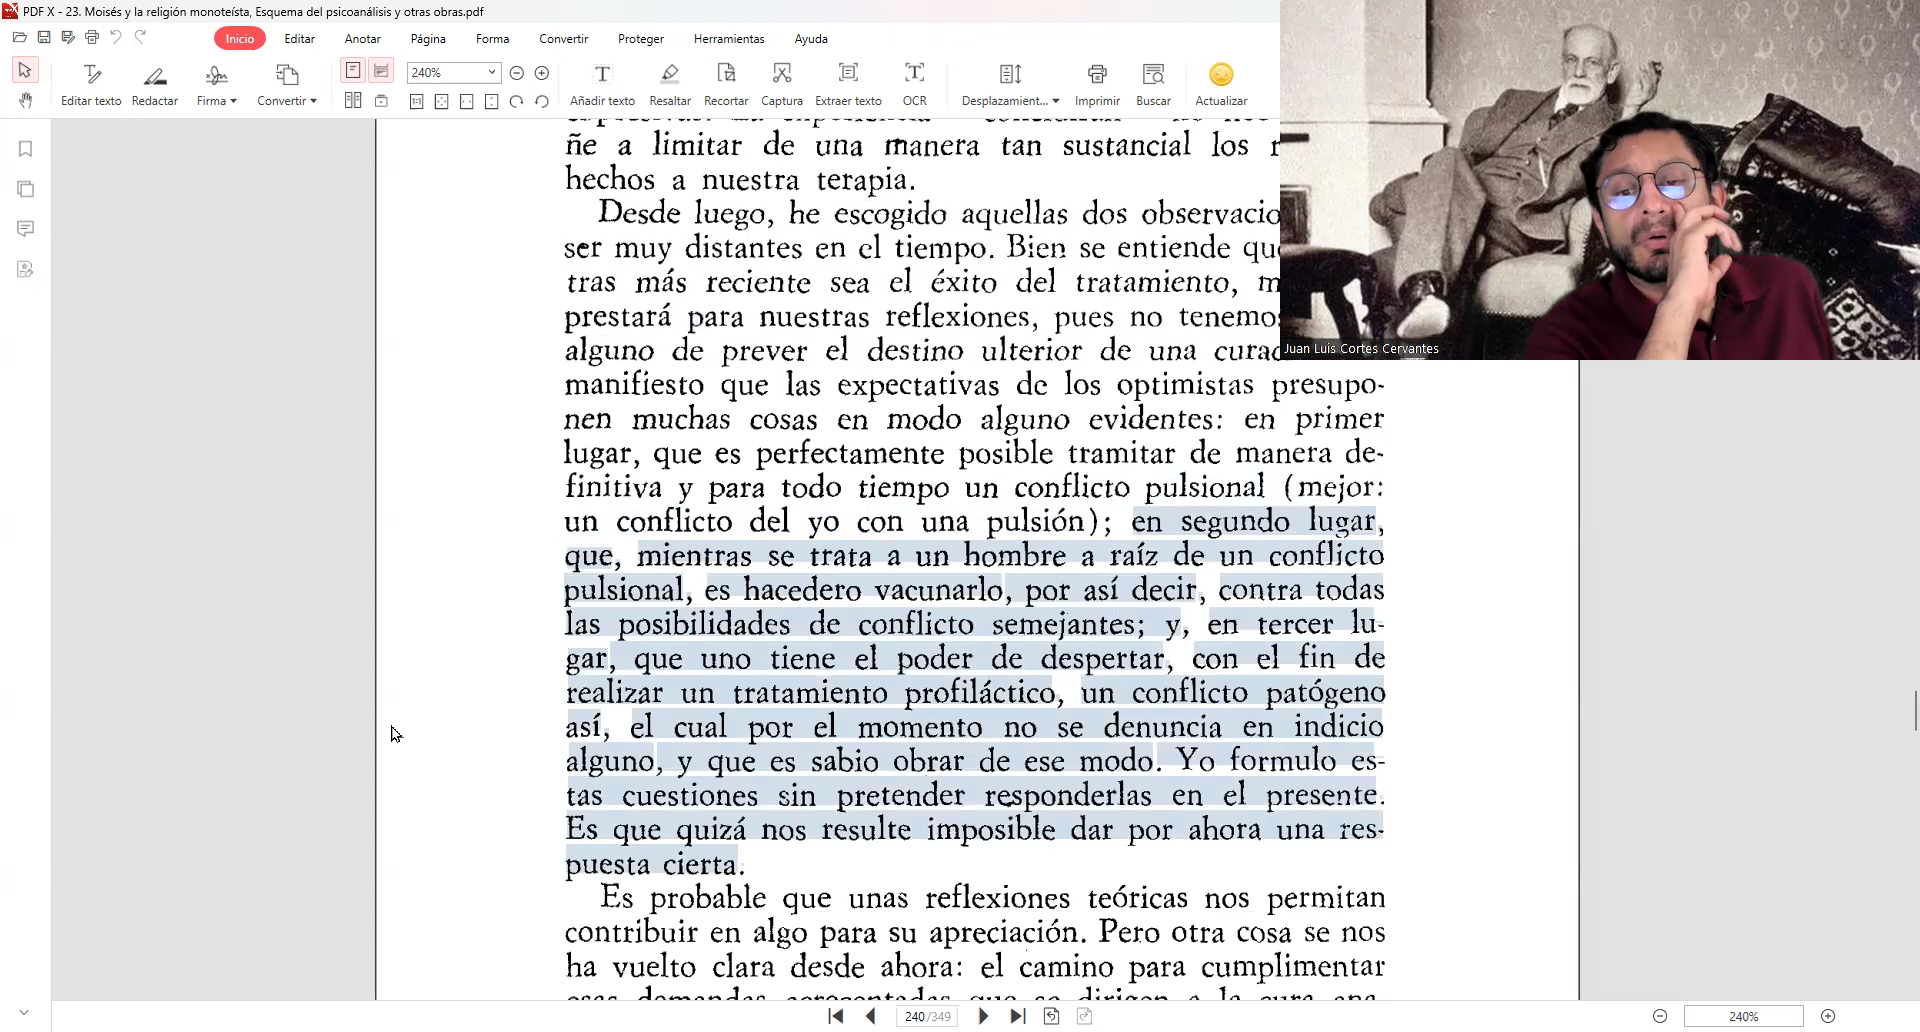 PDF X - 23. Moisés y la religión monoteísta, Esquema del psicoanálisis y otras obras.pdf
Inicio Editar Anotar Página Forma Convertir Proteger Herramientas Ayuda
240%
Editar texto Redactar Firma Convertir Añadir texto Resaltar Recortar Captura Extraer texto OCR Desplazamient... Imprimir Buscar Actualizar
ñe a limitar de una manera tan sustancial los r
hechos a nuestra terapia.
Desde luego, he escogido aquellas dos observacio
ser muy distantes en el tiempo. Bien se entiende qu
tras más reciente sea el éxito del tratamiento, m
prestará para nuestras reflexiones, pues no tenemos
alguno de prever el destino ulterior de una curac
manifiesto que las expectativas de los optimistas presupo-
nen muchas cosas en modo alguno evidentes: en primer
lugar, que es perfectamente posible tramitar de manera de-
finitiva y para todo tiempo un conflicto pulsional (mejor:
un conflicto del yo con una pulsión); en segundo lugar,
que, mientras se trata a un hombre a raíz de un conflicto
pulsional, es hacedero vacunarlo, por así decir, contra todas
las posibilidades de conflicto semejantes; y, en tercer lu-
gar, que uno tiene el poder de despertar, con el fin de
realizar un tratamiento profiláctico, un conflicto patógeno
así, el cual por el momento no se denuncia en indicio
alguno, y que es sabio obrar de ese modo. Yo formulo es-
tas cuestiones sin pretender responderlas en el presente.
Es que quizá nos resulte imposible dar por ahora una res-
puesta cierta.
Es probable que unas reflexiones teóricas nos permitan
contribuir en algo para su apreciación. Pero otra cosa se nos
ha vuelto clara desde ahora: el camino para cumplimentar
Juan Luis Cortes Cervantes
240 /349
240%